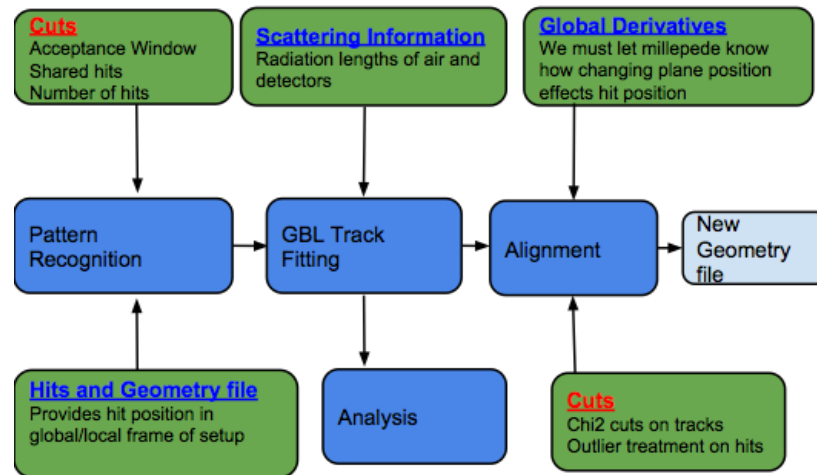 Cuts
Acceptance Window
Shared hits
Number of hits
Scattering Information
Radiation lengths of air and
detectors
Global Derivatives
We must let millepede know
how changing plane position
effects hit position
Pattern
Recognition
GBL Track
Fitting
Alignment
New
Geometry
file
Hits and Geometry file
Provides hit position in
global/local frame of setup
Analysis
Cuts
Chi2 cuts on tracks
Outlier treatment on hits